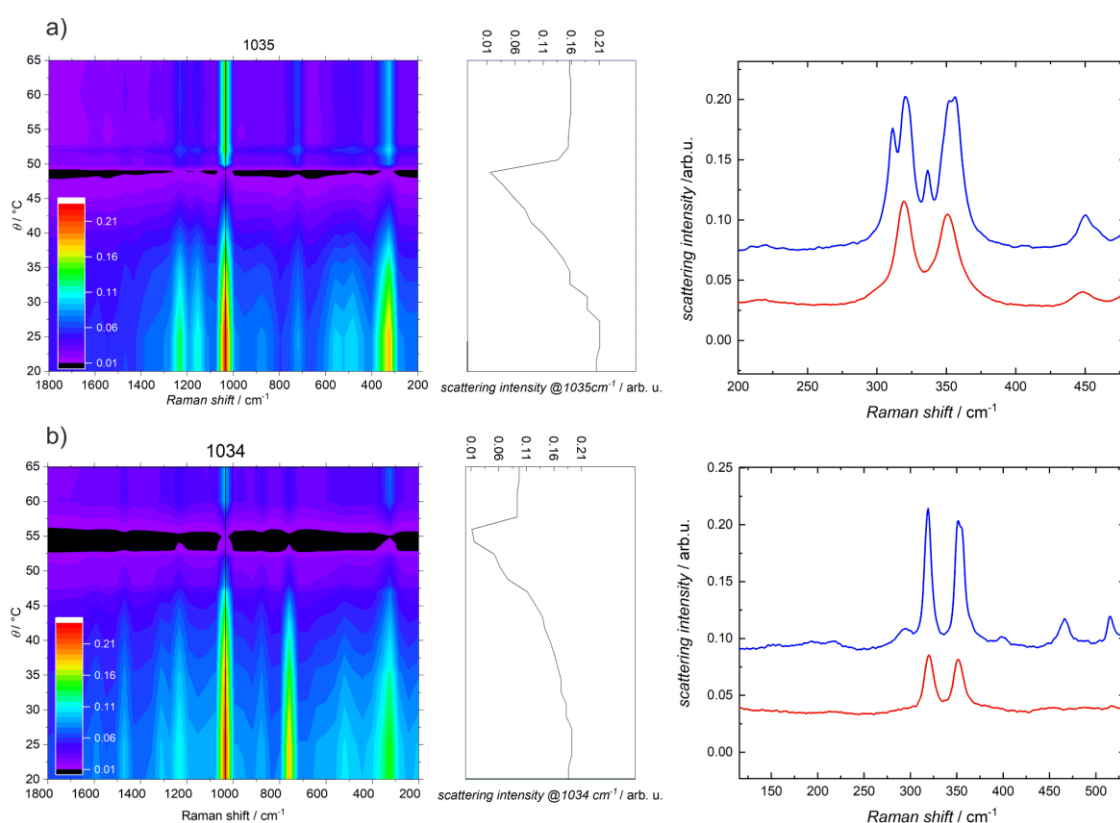 a)
1035
65
60
55
50
45
40
35
30
25
20
θ / °C
0.21
0.16
0.11
0.06
0.01
1800 1600 1400 1200 1000 800 600 400 200
Raman shift / cm-1
0.01 0.06 0.11 0.16 0.21
scattering intensity @1035cm-1 / arb. u.
0.20
0.15
0.10
0.05
0.00
scattering intensity /arb.u.
200 250 300 350 400 450
Raman shift / cm-1
b)
1034
65
60
55
50
45
40
35
30
25
20
θ / °C
0.21
0.16
0.11
0.06
0.01
1800 1600 1400 1200 1000 800 600 400 200
Raman shift / cm-1
0.01 0.06 0.11 0.16 0.21
scattering intensity @1034 cm-1 / arb. u.
0.25
0.20
0.15
0.10
0.05
0.00
scattering intensity / arb.u.
150 200 250 300 350 400 450 500
Raman shift / cm-1